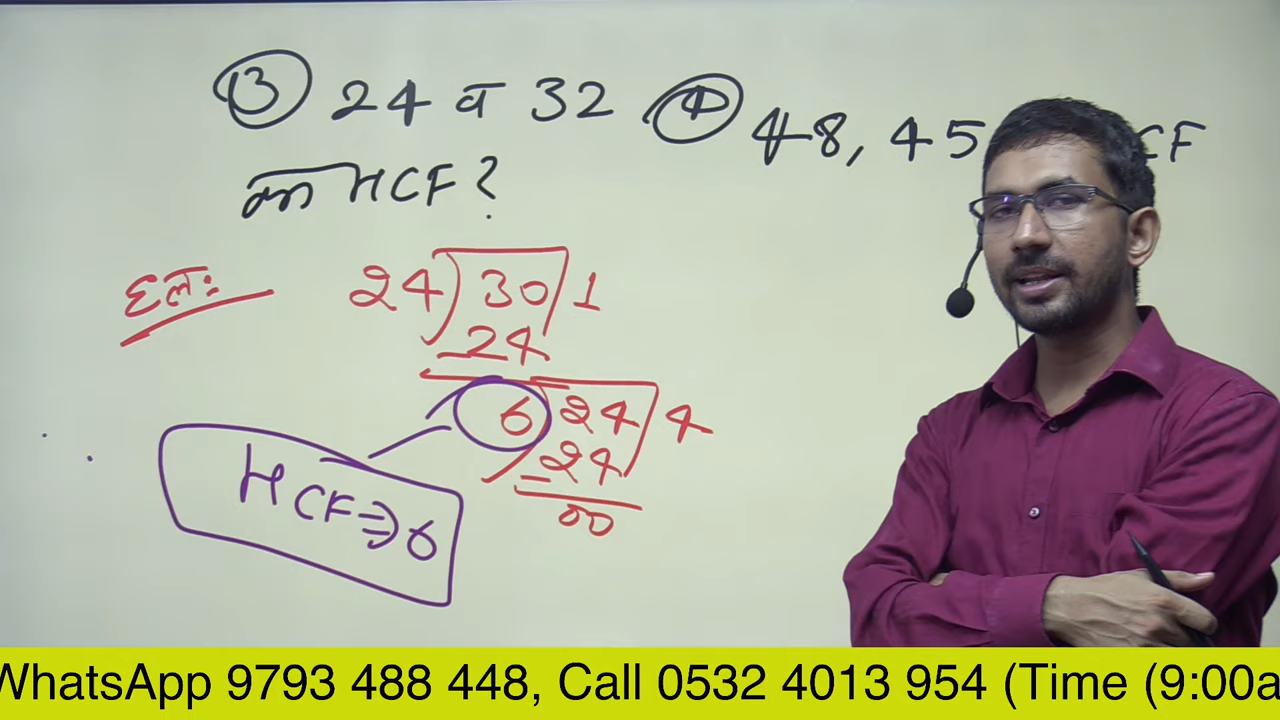 ③ 24 व 32
का HCF?
④ 48, 45 CF
हलः
24) 30 (1
24
6) 24 (4
24
00
HCF ⇒ 6
WhatsApp 9793 488 448, Call 0532 4013 954 (Time (9:00a